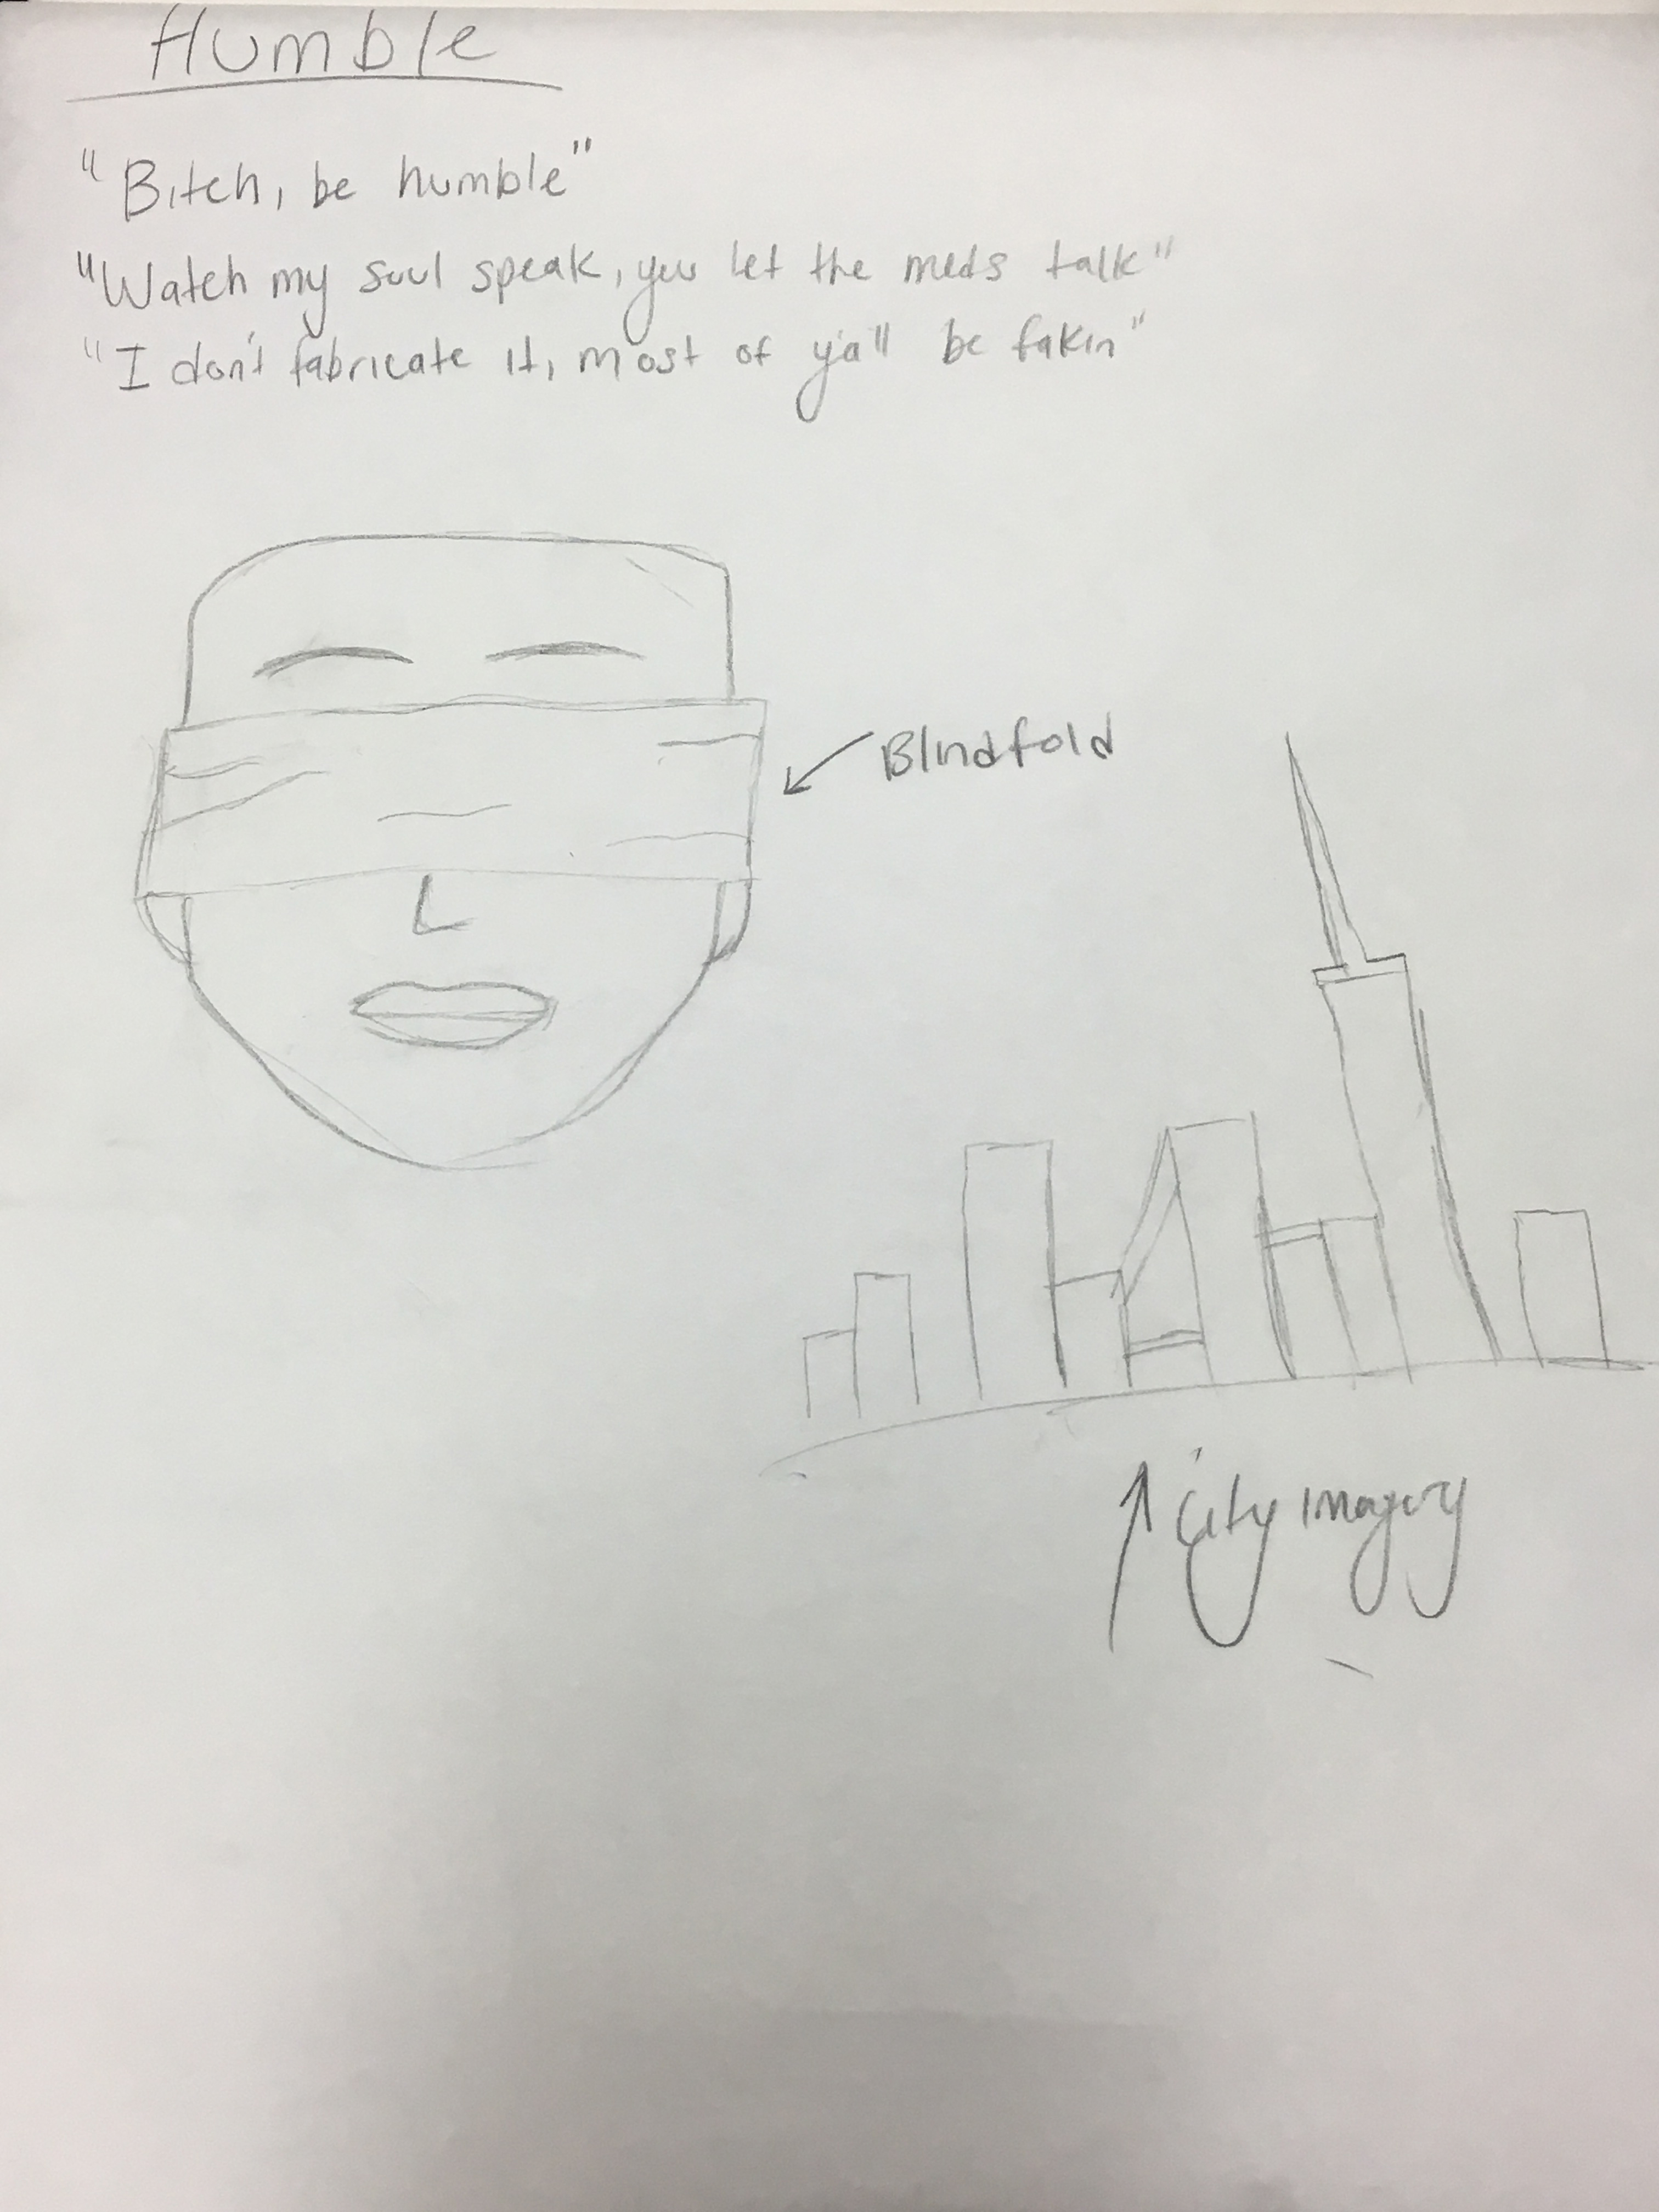 Humble
"Bitch, be humble"
"Watch my soul speak, you let the meds talk"
"I don't fabricate it, most of ya'll be fakin"
Blindfold
City imagery